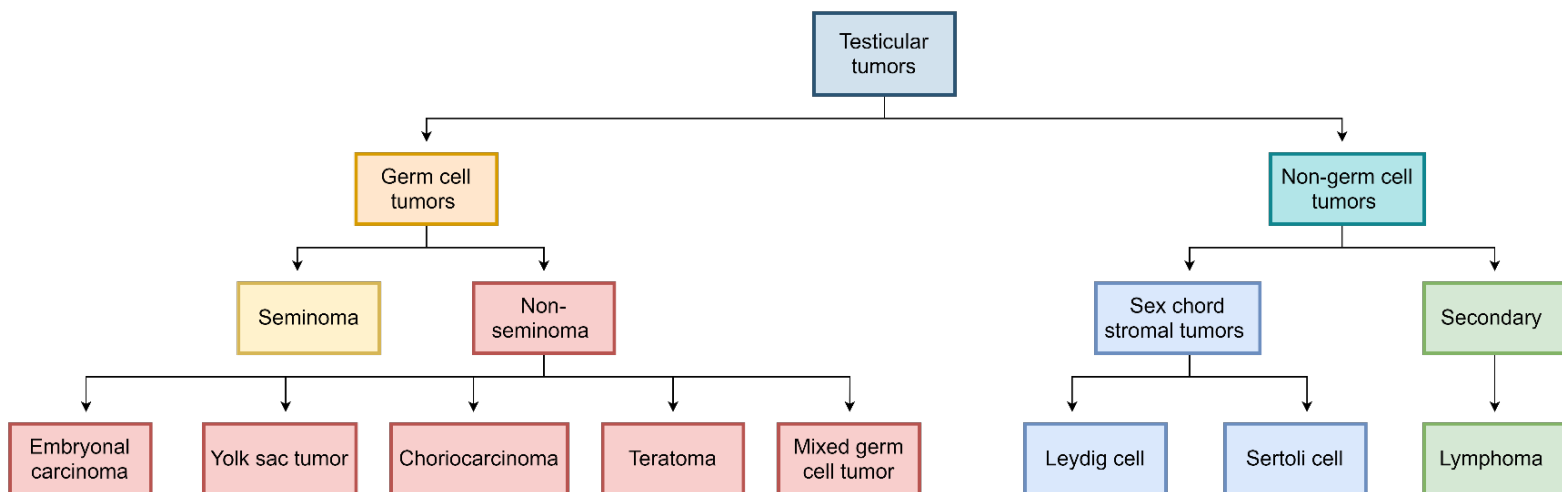 Testicular
tumors
Germ cell
tumors
Non-germ cell
tumors
Seminoma
Non-
seminoma
Sex chord
stromal tumors
Secondary
Embryonal
carcinoma
Yolk sac tumor
Choriocarcinoma
Teratoma
Mixed germ
cell tumor
Leydig cell
Sertoli cell
Lymphoma